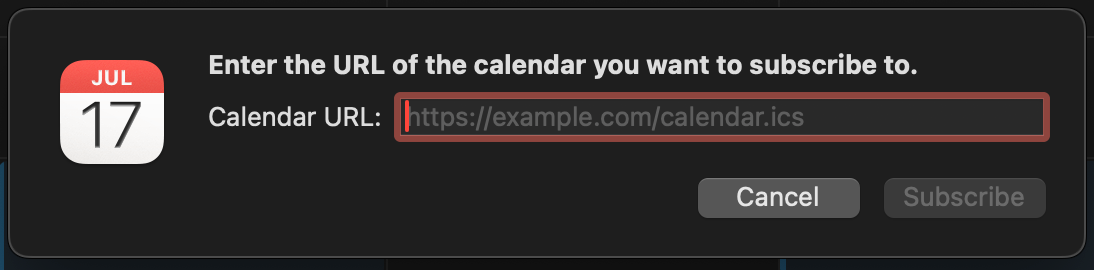 JUL
17
Enter the URL of the calendar you want to subscribe to.
Calendar URL: https://example.com/calendar.ics
Cancel Subscribe